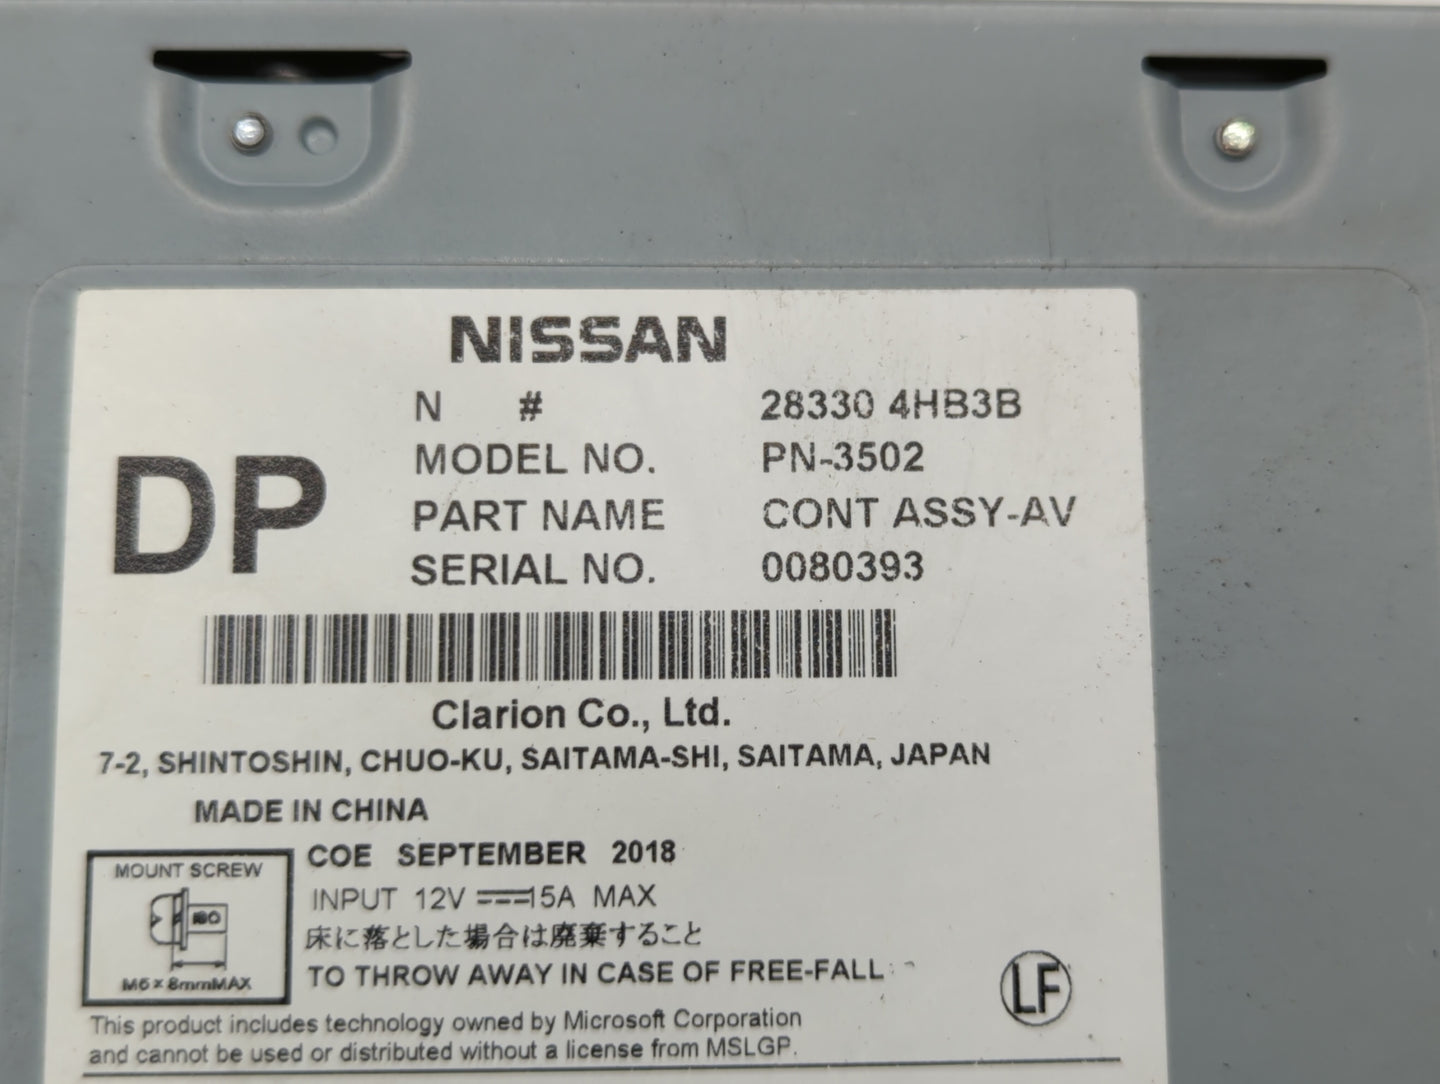 NISSAN
N # 28330 4HB3B
MODEL NO. PN-3502
DP
PART NAME CONT ASSY-AV
SERIAL NO. 0080393
Clarion Co., Ltd.
7-2, SHINTOSHIN, CHUO-KU, SAITAMA-SHI, SAITAMA, JAPAN
MADE IN CHINA
COE SEPTEMBER 2018
MOUNT SCREW
INPUT 12V 15A MAX
ISO
床に落とした場合は廃棄すること
M5×8mmMAX
TO THROW AWAY IN CASE OF FREE-FALL
LF
This product includes technology owned by Microsoft Corporation
and cannot be used or distributed without a license from MSLGP.